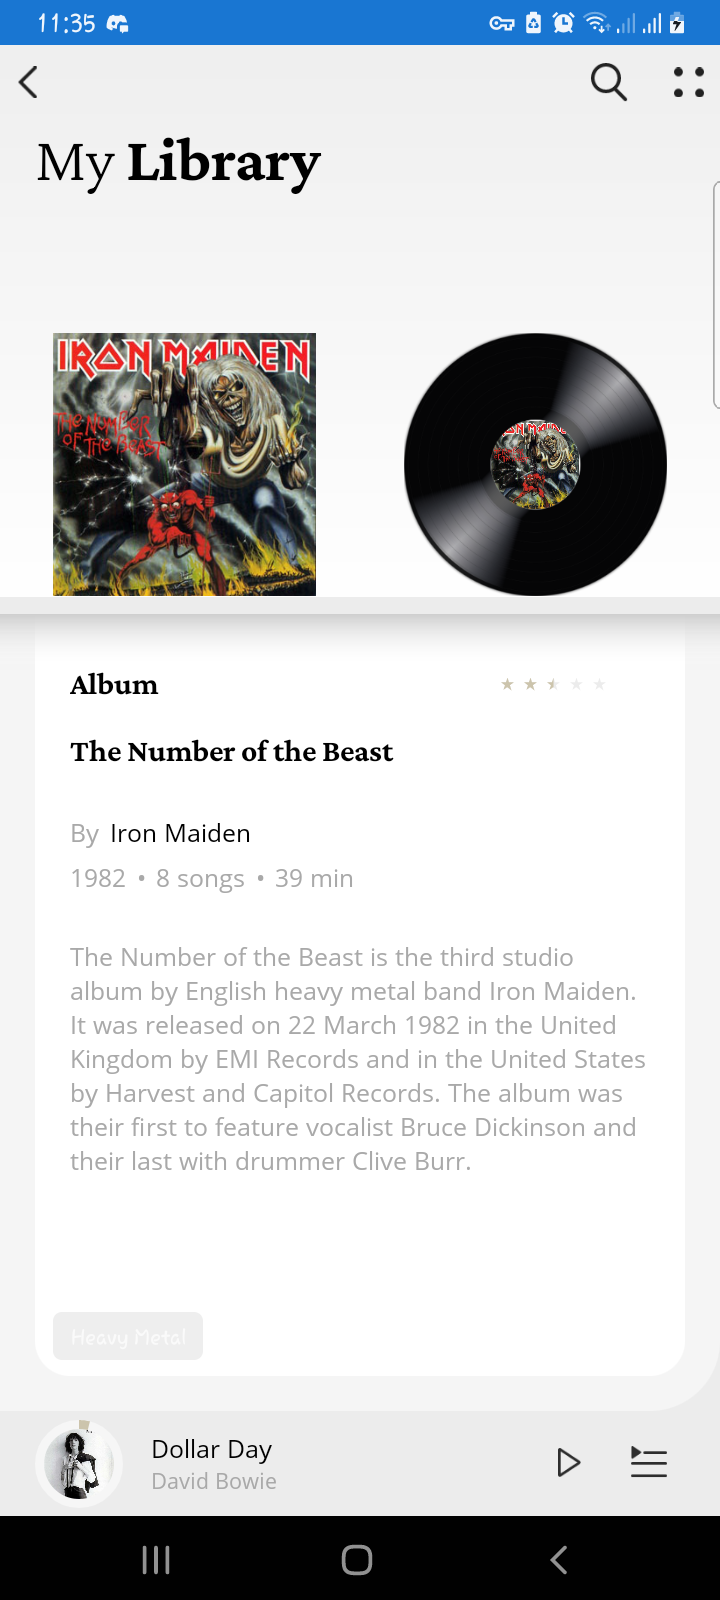 11:35
My Library
IRON MAIDEN
THE NUMBER
OF THE BEAST
Album
The Number of the Beast
By Iron Maiden
1982 • 8 songs • 39 min
The Number of the Beast is the third studio
album by English heavy metal band Iron Maiden.
It was released on 22 March 1982 in the United
Kingdom by EMI Records and in the United States
by Harvest and Capitol Records. The album was
their first to feature vocalist Bruce Dickinson and
their last with drummer Clive Burr.
Heavy Metal
Dollar Day
David Bowie